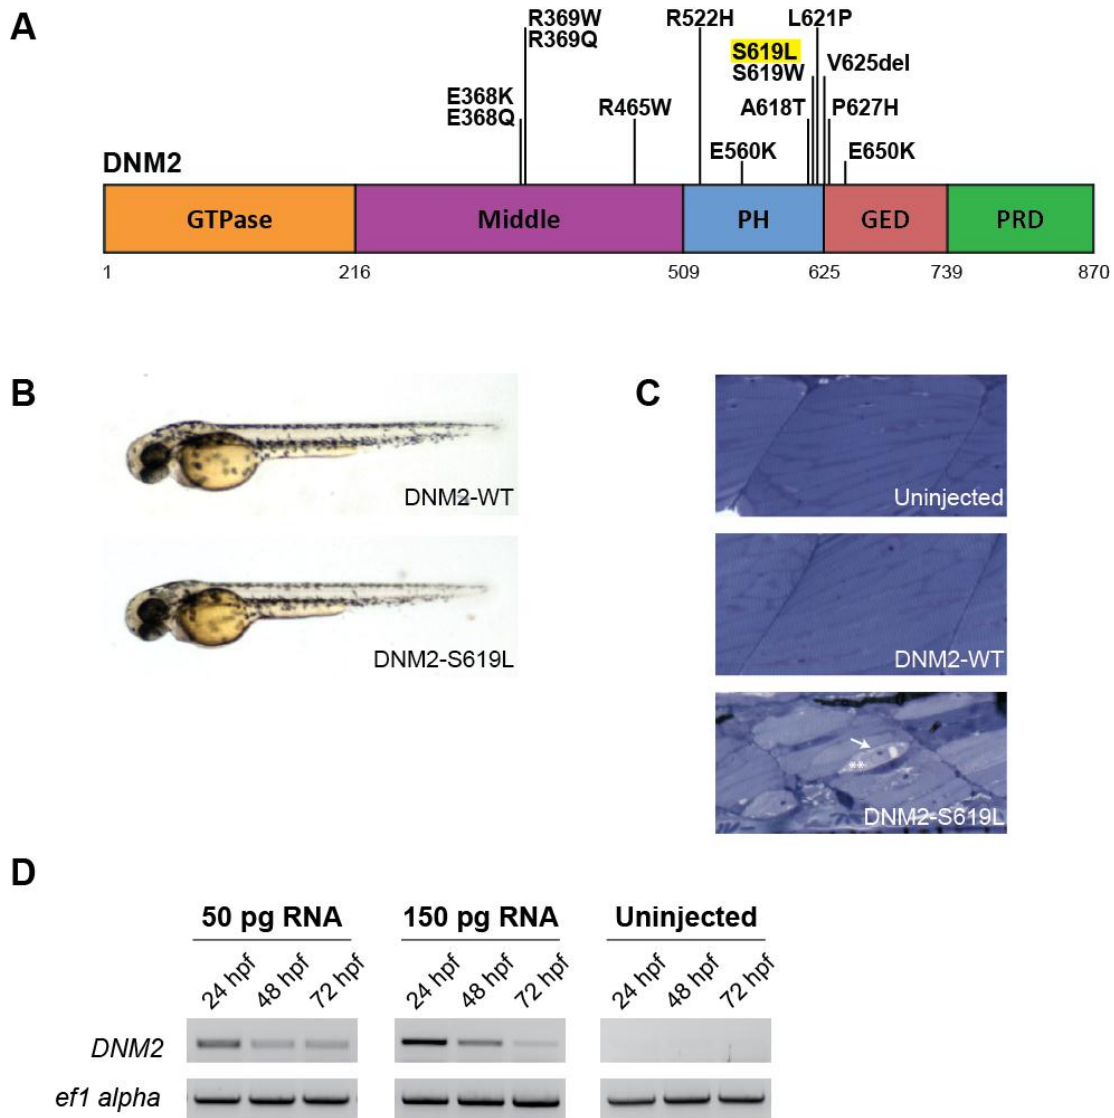 A
R369W
R369Q
R522H
L621P
S619L
S619W
V625del
E368K
E368Q
R465W
A618T
P627H
E560K
E650K
DNM2
GTPase
Middle
PH
GED
PRD
1
216
509
625
739
870
B
DNM2-WT
DNM2-S619L
C
Uninjected
DNM2-WT
**
DNM2-S619L
D
50 pg RNA
150 pg RNA
Uninjected
24 hpf
48 hpf
72 hpf
24 hpf
48 hpf
72 hpf
24 hpf
48 hpf
72 hpf
DNM2
ef1 alpha